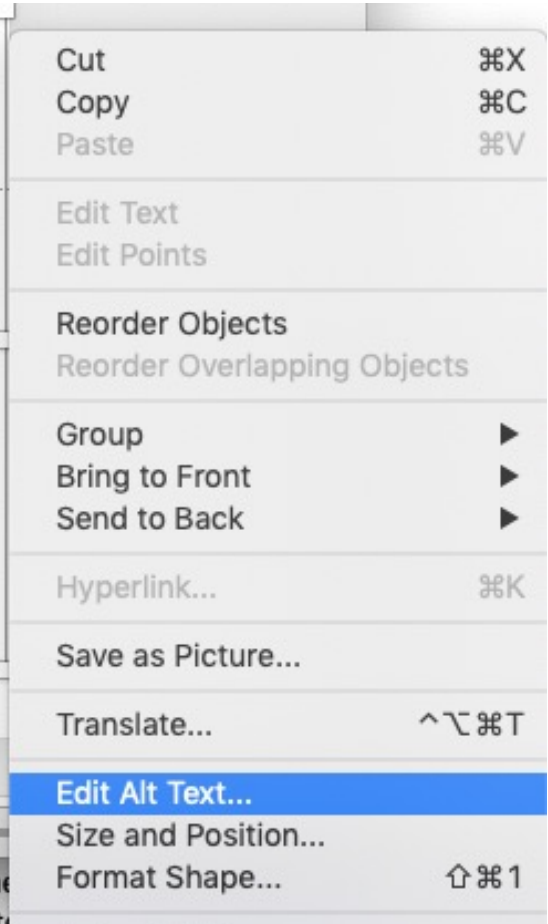 Cut ⌘X
Copy ⌘C
Paste ⌘V
Edit Text
Edit Points
Reorder Objects
Reorder Overlapping Objects
Group ▶
Bring to Front ▶
Send to Back ▶
Hyperlink... ⌘K
Save as Picture...
Translate... ^⌥⌘T
Edit Alt Text...
Size and Position...
Format Shape... ⇧⌘1